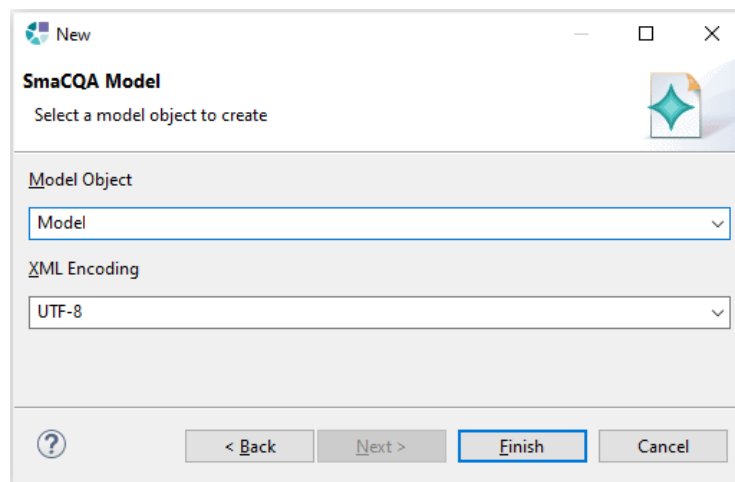 New
SmaCQA Model
Select a model object to create
Model Object
Model
XML Encoding
UTF-8
? < Back Next > Finish Cancel